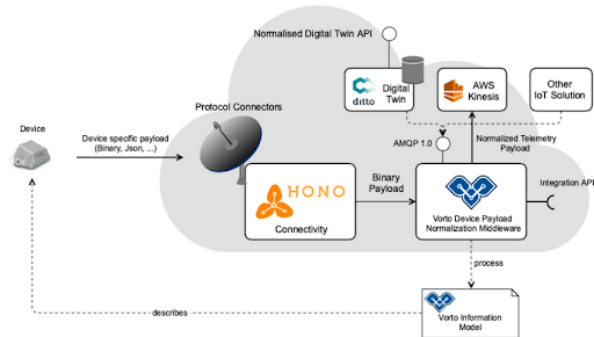 Normalised Digital Twin API
ditto
Digital
Twin
AWS
Kinesis
Other
IoT Solution
Protocol Connectors
Device
Device specific payload
(Binary, Json, ...)
AMQP 1.0
Normalized Telemetry
Payload
HONO
Connectivity
Binary
Payload
Vorto Device Payload
Normalization Middleware
Integration API
process
describes
Vorto Information
Model